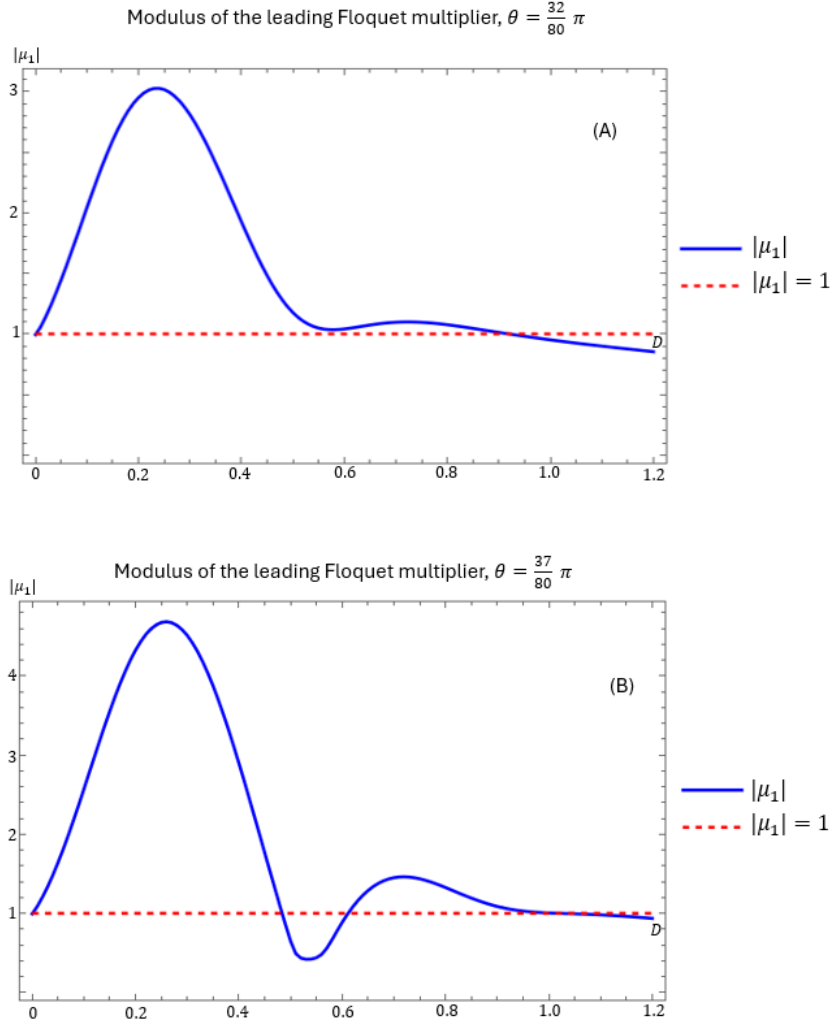 Modulus of the leading Floquet multiplier, θ = 32/80 π
|μ₁|
3
(A)
2
|μ₁|
|μ₁| = 1
1
D
0 0.2 0.4 0.6 0.8 1.0 1.2
Modulus of the leading Floquet multiplier, θ = 37/80 π
|μ₁|
4
(B)
3
|μ₁|
|μ₁| = 1
2
1
D
0 0.2 0.4 0.6 0.8 1.0 1.2